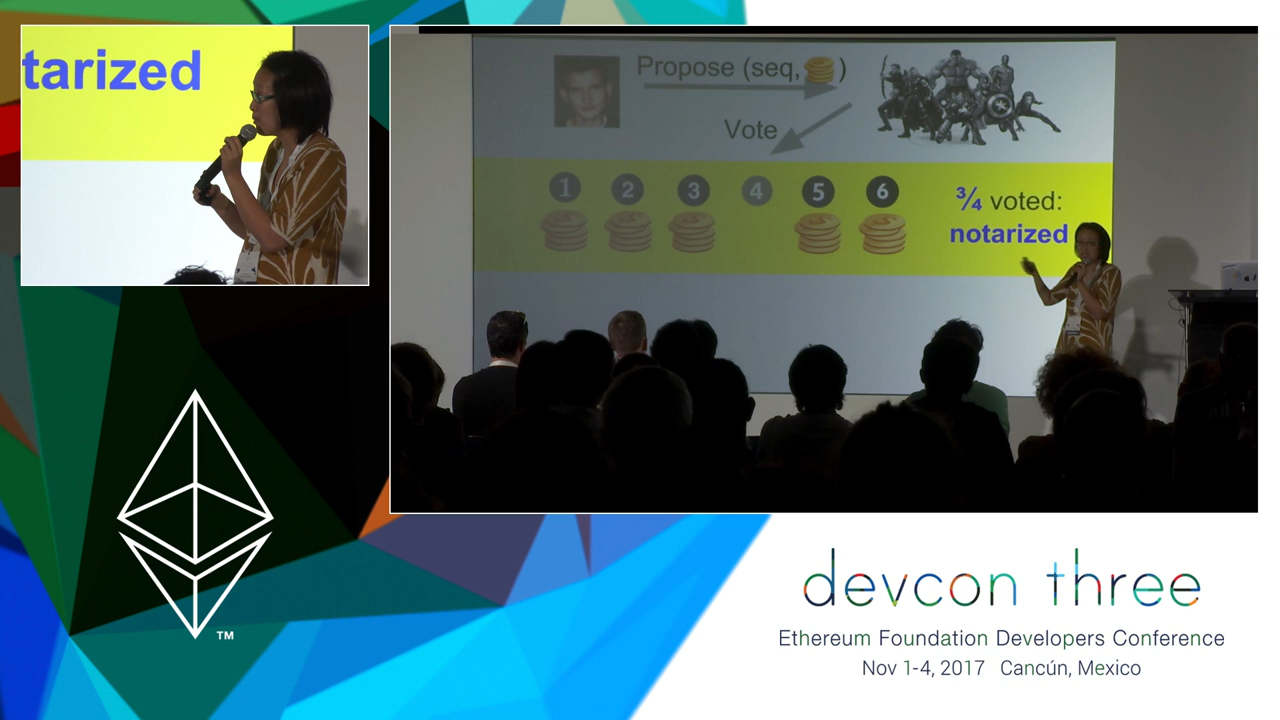 tarized
Propose (seq, )
Vote
1 2 3 4 5 6
¾ voted:
notarized
TM
devcon three
Ethereum Foundation Developers Conference
Nov 1-4, 2017 Cancún, Mexico